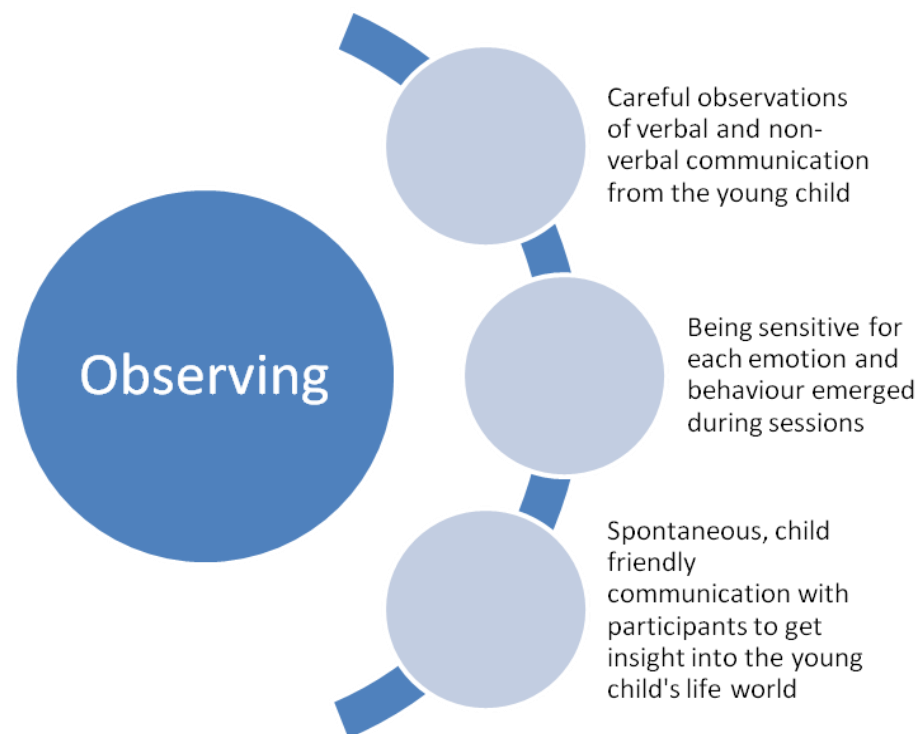 Observing
Careful observations
of verbal and non-
verbal communication
from the young child
Being sensitive for
each emotion and
behaviour emerged
during sessions
Spontaneous, child
friendly
communication with
participants to get
insight into the young
child's life world